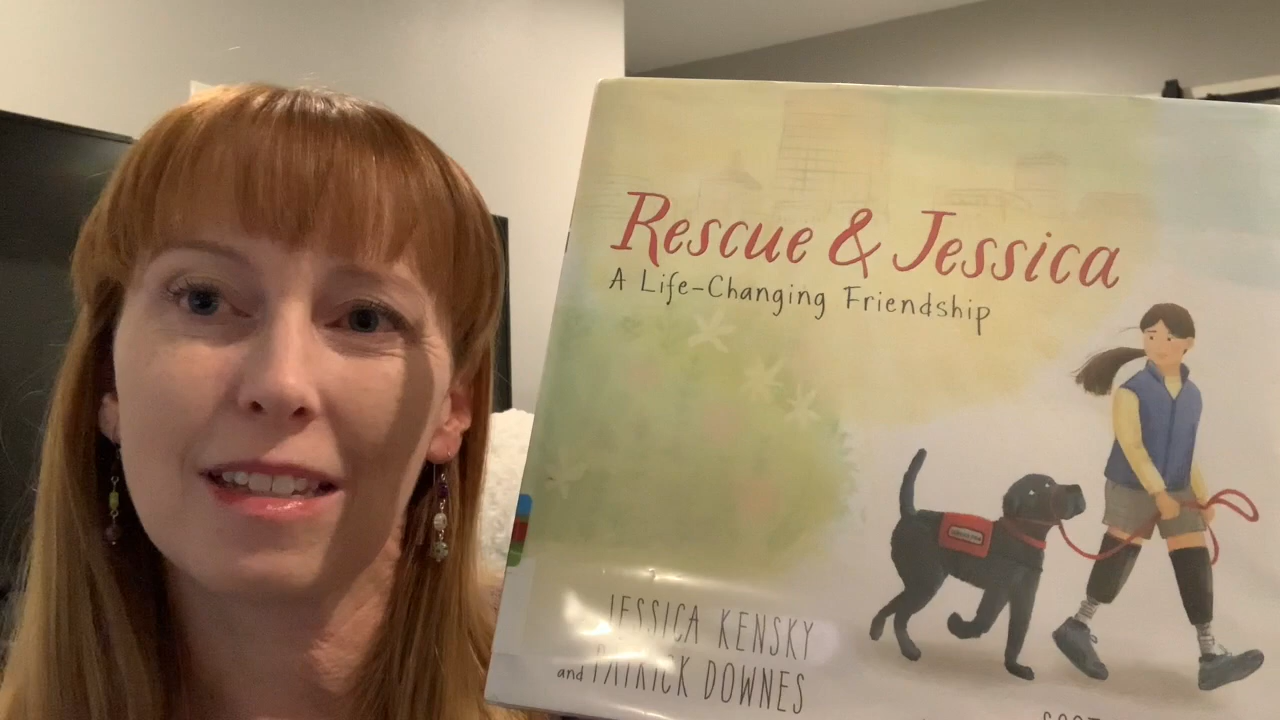 Rescue & Jessica
A Life-Changing Friendship
JESSICA KENSKY
and PATRICK DOWNES